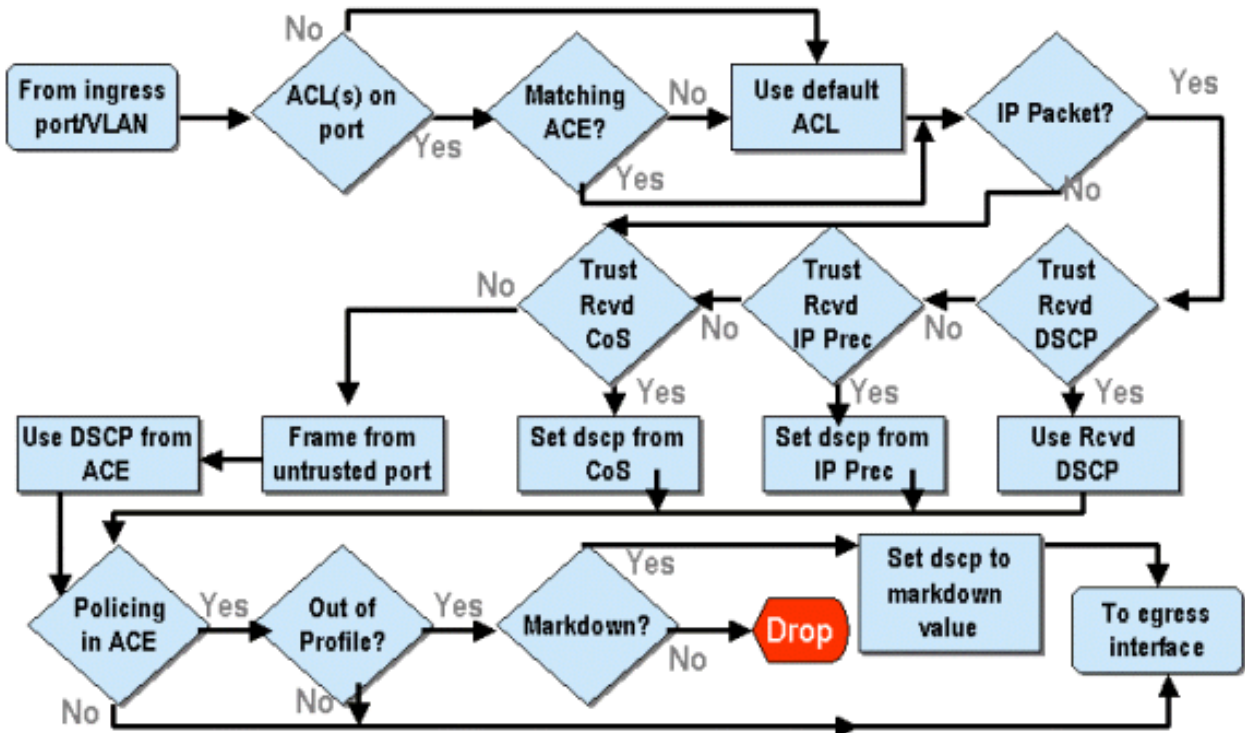 No
From ingress
port/VLAN
ACL(s) on
port
Yes
Matching
ACE?
No
Yes
Use default
ACL
IP Packet?
Yes
No
Trust
Rcvd
CoS
No
Yes
Trust
Rcvd
IP Prec
No
Yes
Trust
Rcvd
DSCP
No
Yes
Use DSCP from
ACE
Frame from
untrusted port
Set dscp from
CoS
Set dscp from
IP Prec
Use Rcvd
DSCP
Policing
in ACE
Yes
No
Out of
Profile?
Yes
No
Markdown?
Yes
No
Drop
Set dscp to
markdown
value
To egress
interface